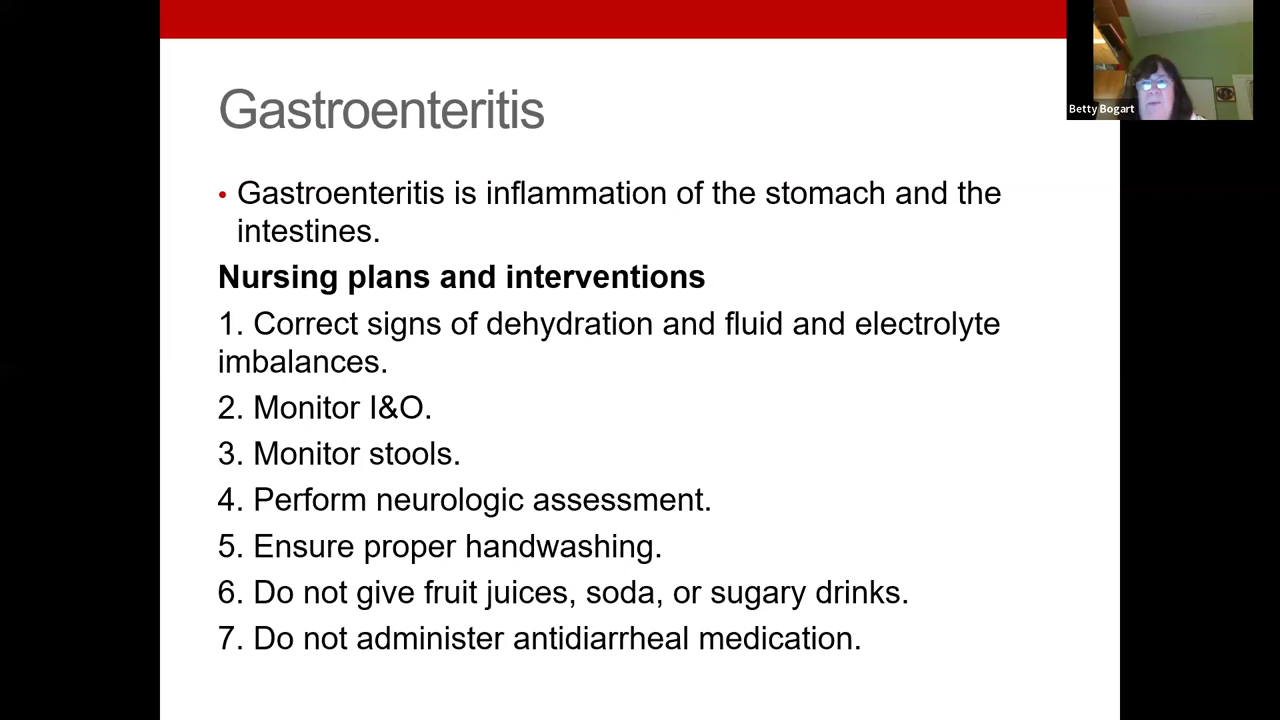 Gastroenteritis
• Gastroenteritis is inflammation of the stomach and the
intestines.
Nursing plans and interventions
1. Correct signs of dehydration and fluid and electrolyte
imbalances.
2. Monitor I&O.
3. Monitor stools.
4. Perform neurologic assessment.
5. Ensure proper handwashing.
6. Do not give fruit juices, soda, or sugary drinks.
7. Do not administer antidiarrheal medication.
Betty Bogart